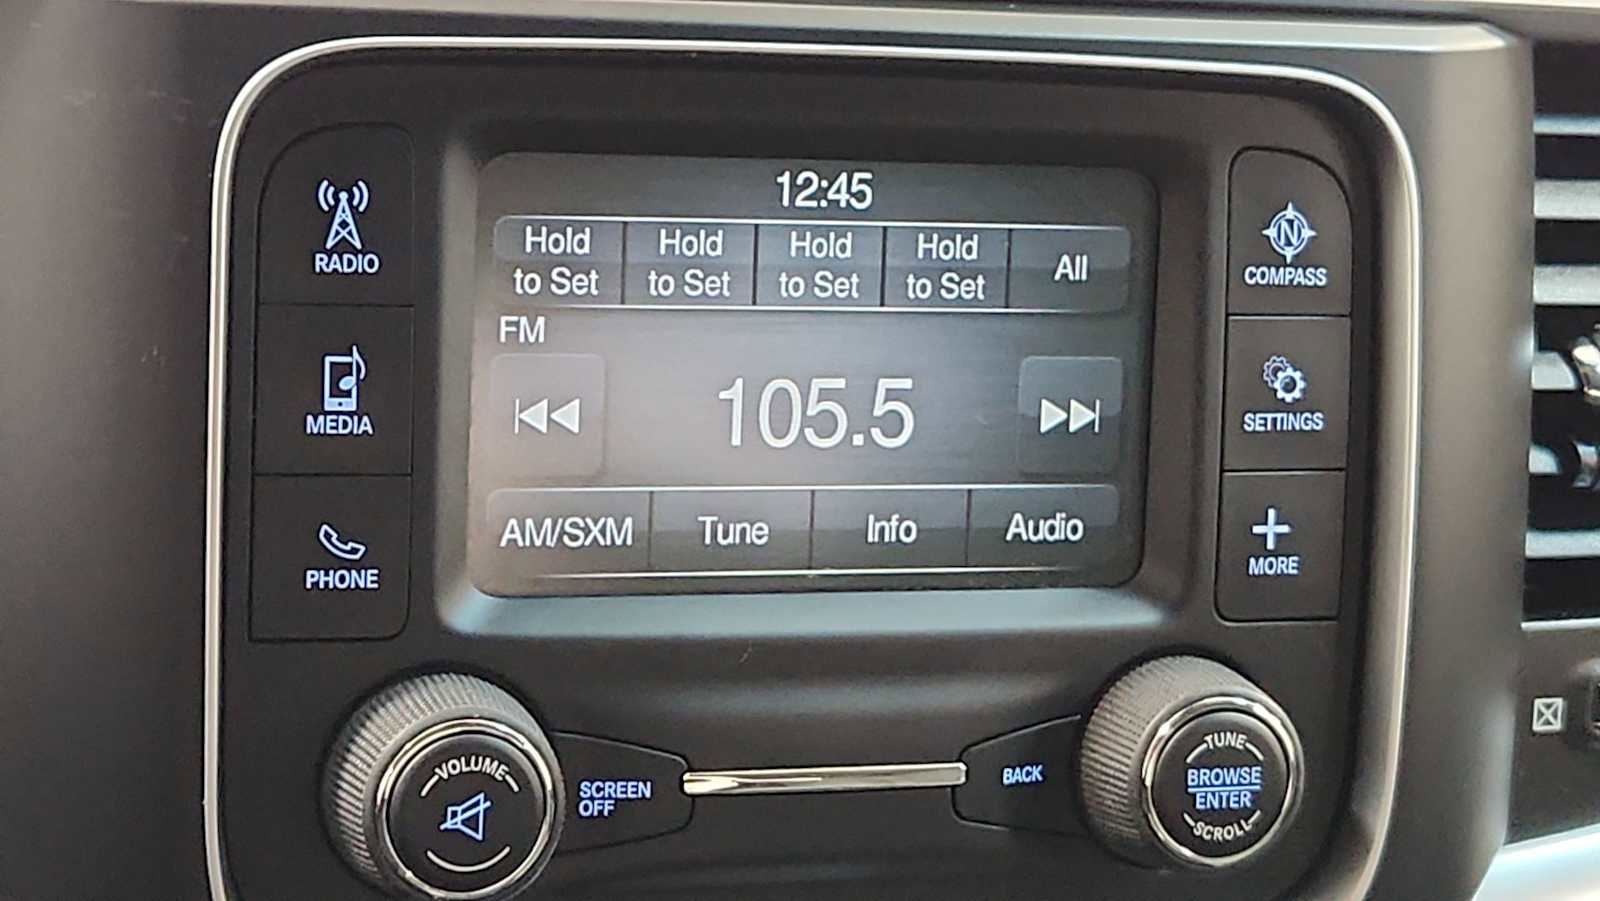 12:45
Hold to Set
Hold to Set
Hold to Set
Hold to Set
All
FM
105.5
AM/SXM
Tune
Info
Audio
RADIO
MEDIA
PHONE
N
COMPASS
SETTINGS
MORE
VOLUME
SCREEN
OFF
BACK
TUNE
BROWSE
ENTER
SCROLL